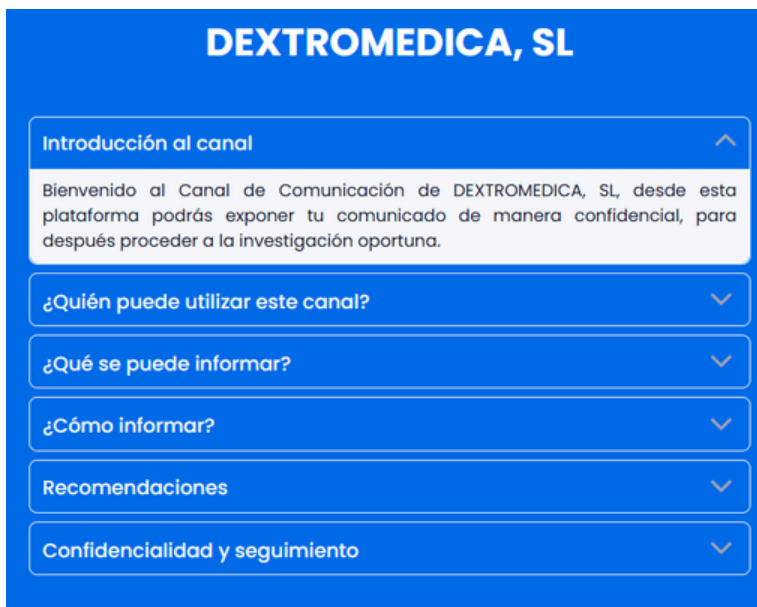 DEXTROMEDICA, SL
Introducción al canal
Bienvenido al Canal de Comunicación de DEXTROMEDICA, SL, desde esta
plataforma podrás exponer tu comunicado de manera confidencial, para
después proceder a la investigación oportuna.
¿Quién puede utilizar este canal?
¿Qué se puede informar?
¿Cómo informar?
Recomendaciones
Confidencialidad y seguimiento